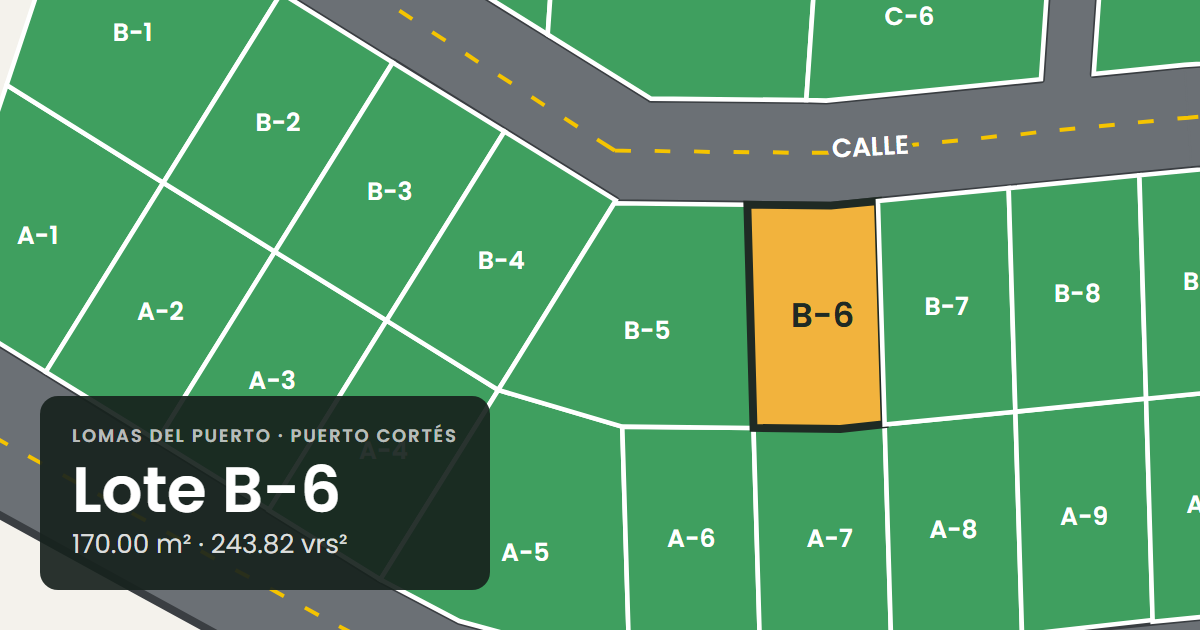 B-1
C-6
B-2
CALLE
B-3
A-1
B-4
B-8
B-7
A-2
B-6
B-5
A-3
LOMAS DEL PUERTO · PUERTO CORTÉS
A-4
Lote B-6
170.00 m² · 243.82 vrs²
A-9
A-8
A-6
A-7
A-5